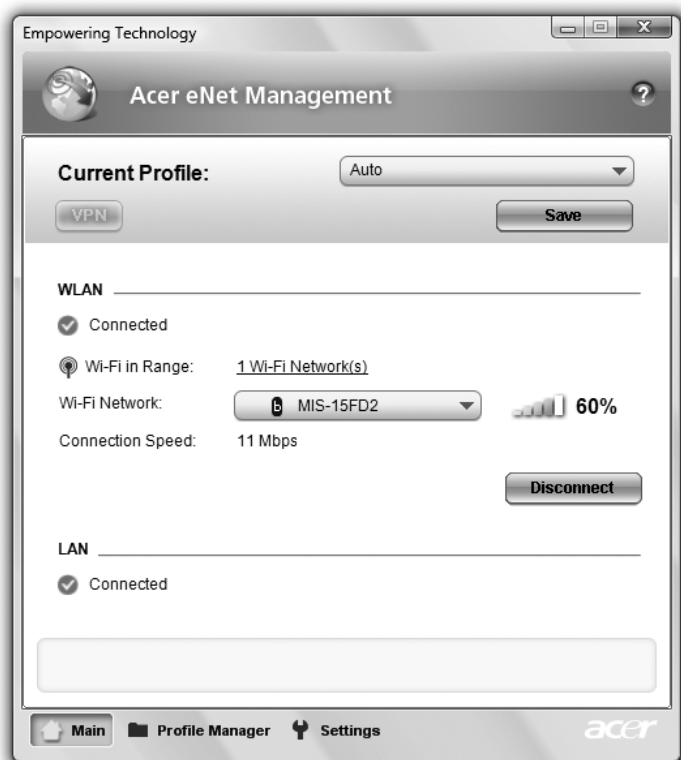 Empowering Technology
Acer eNet Management
?
Current Profile: Auto
VPN Save
WLAN
Connected
Wi-Fi in Range: 1 Wi-Fi Network(s)
Wi-Fi Network: b MIS-15FD2 60%
Connection Speed: 11 Mbps
Disconnect
LAN
Connected
Main Profile Manager Settings acer